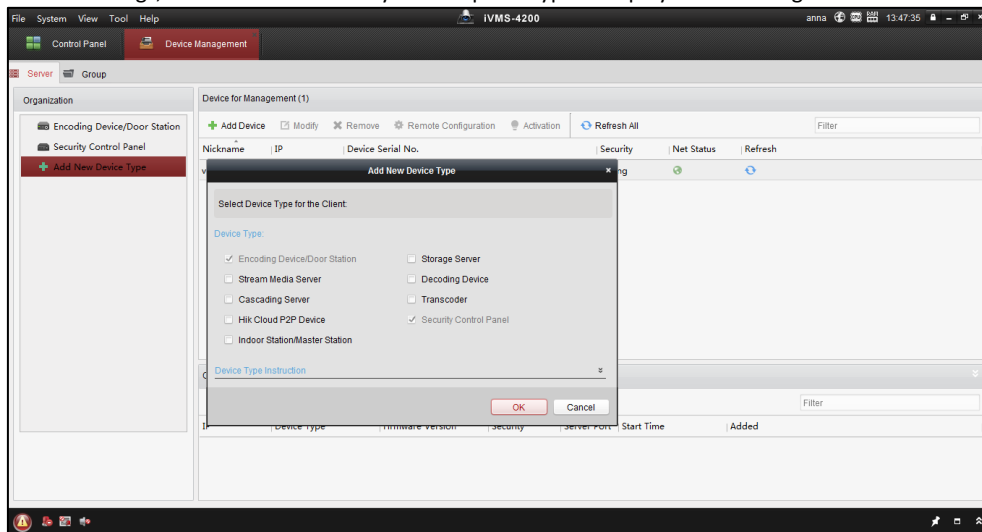 File System View Tool Help iVMS-4200 anna 13:47:35
Control Panel Device Management
Server Group
Organization Device for Management (1)
Encoding Device/Door Station Add Device Modify Remove Remote Configuration Activation Refresh All Filter
Security Control Panel Nickname IP Device Serial No. Security Net Status Refresh
Add New Device Type
Add New Device Type
Select Device Type for the Client:
Device Type:
Encoding Device/Door Station Storage Server
Stream Media Server Decoding Device
Cascading Server Transcoder
Hik Cloud P2P Device Security Control Panel
Indoor Station/Master Station
Device Type Instruction
OK Cancel
Filter
Device Type Firmware Version Security Server Port Start Time Added